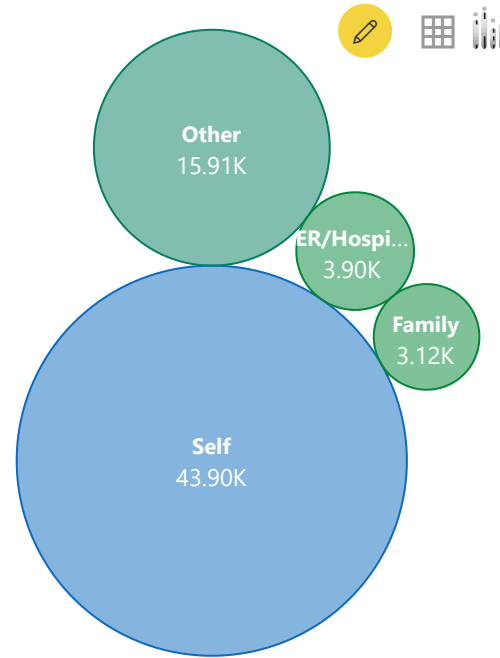 Other
15.91K
ER/Hospi...
3.90K
Family
3.12K
Self
43.90K